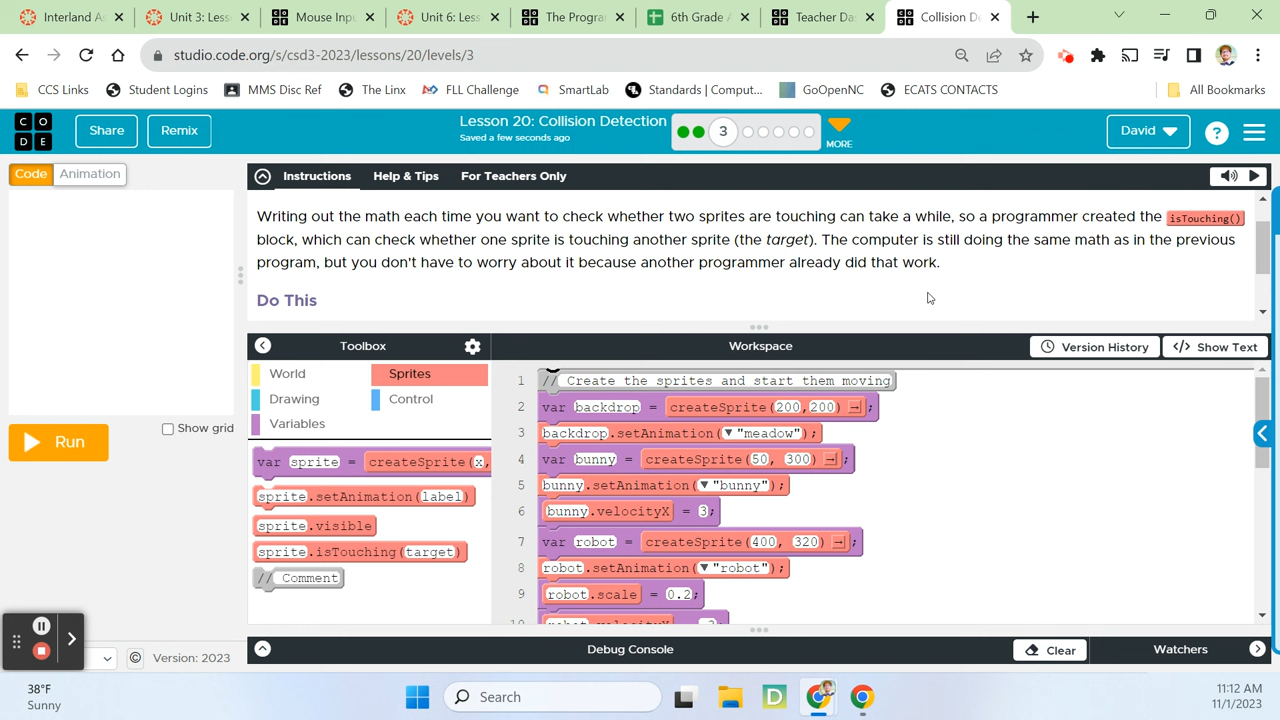 Interland As
Unit 3: Less
Mouse Inpu
Unit 6: Less
The Progra
6th Grade A
Teacher Da
Collision De
studio.code.org/s/csd3-2023/lessons/20/levels/3
CCS Links
Student Logins
MMS Disc Ref
The Linx
FLL Challenge
SmartLab
Standards | Comput...
GoOpenNC
ECATS CONTACTS
All Bookmarks
C O
D E
Share
Remix
Lesson 20: Collision Detection
Saved a few seconds ago
3
MORE
David
?
Code
Animation
Instructions
Help & Tips
For Teachers Only
Writing out the math each time you want to check whether two sprites are touching can take a while, so a programmer created the isTouching()
block, which can check whether one sprite is touching another sprite (the target). The computer is still doing the same math as in the previous
program, but you don't have to worry about it because another programmer already did that work.
Do This
Toolbox
Workspace
Version History
Show Text
World
Sprites
Drawing
Control
Variables
Run
Show grid
var sprite = createSprite(x,
sprite.setAnimation(label)
sprite.visible
sprite.isTouching(target)
// Comment
1 // Create the sprites and start them moving
2 var backdrop = createSprite(200,200);
3 backdrop.setAnimation("meadow");
4 var bunny = createSprite(50, 300);
5 bunny.setAnimation("bunny");
6 bunny.velocityX = 3;
7 var robot = createSprite(400, 320);
8 robot.setAnimation("robot");
9 robot.scale = 0.2;
Version: 2023
Debug Console
Clear
Watchers
38°F
Sunny
Search
11:12 AM
11/1/2023